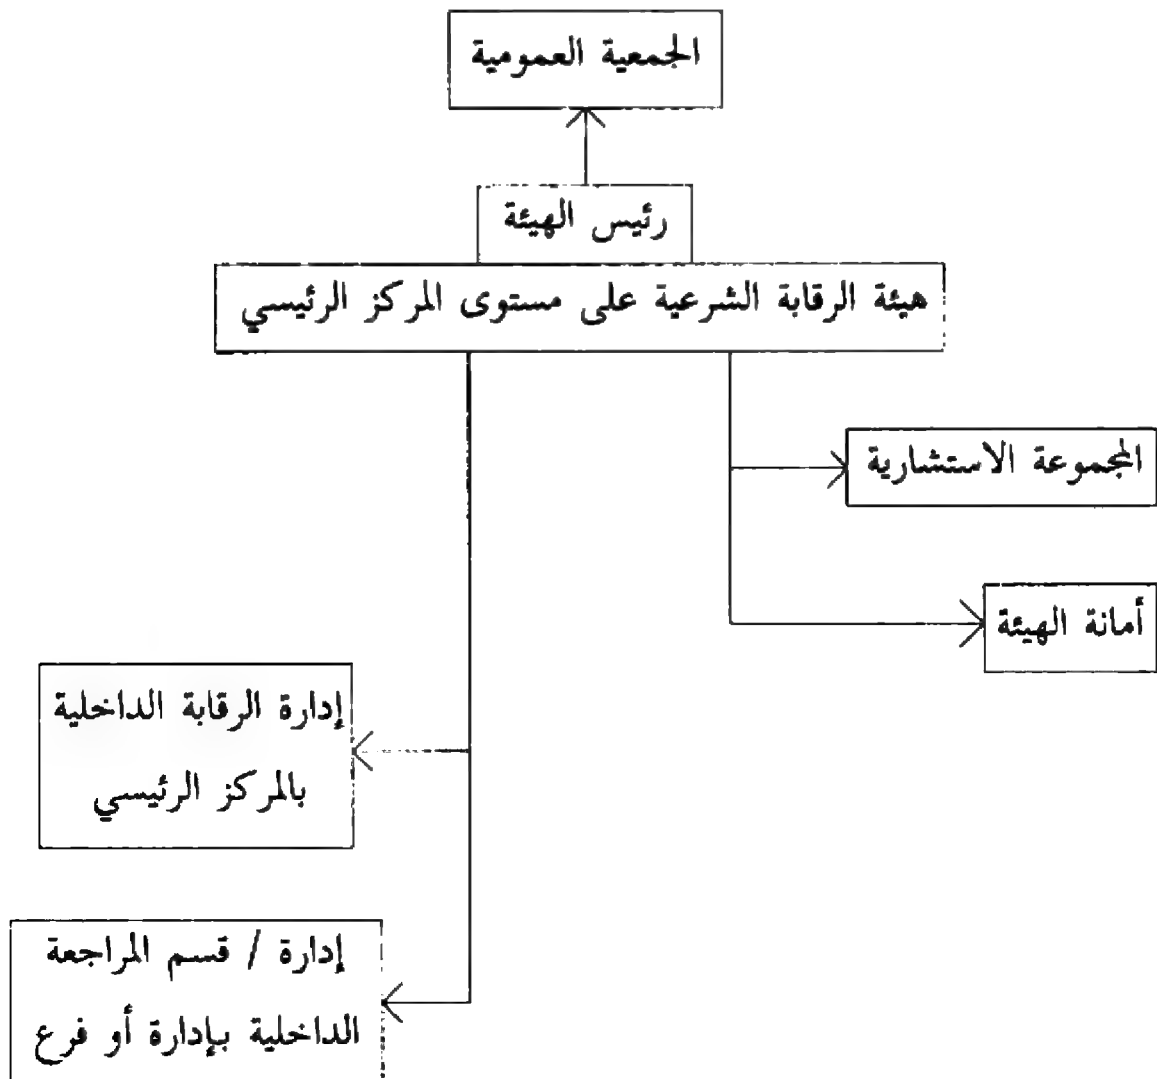 الجمعية العمومية
رئيس الهيئة
هيئة الرقابة الشرعية على مستوى المركز الرئيسي
المجموعة الاستشارية
أمانة الهيئة
إدارة الرقابة الداخلية
بالمركز الرئيسي
إدارة / قسم المراجعة
الداخلية بإدارة أو فرع